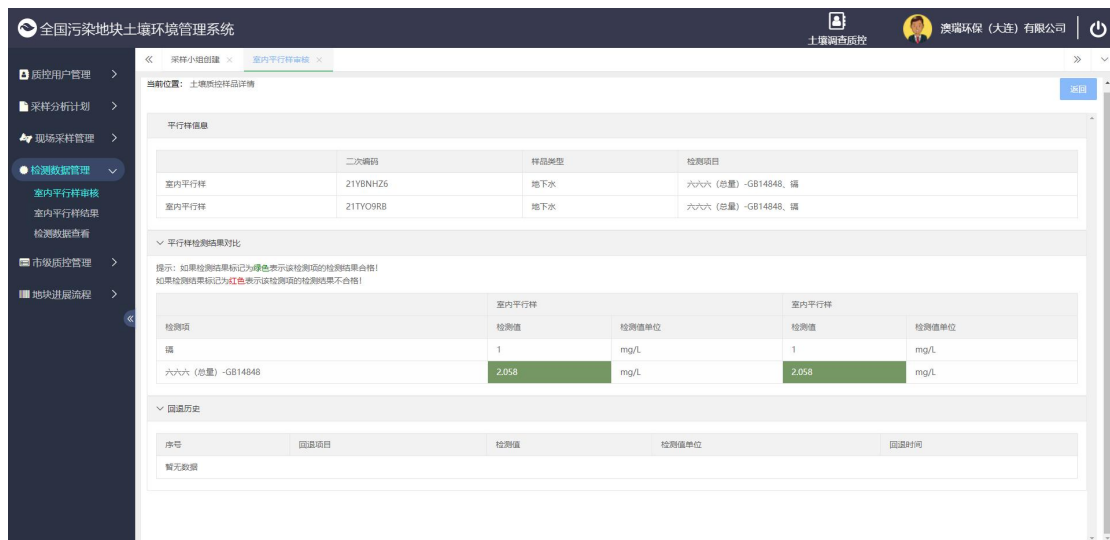 全国污染地块土壤环境管理系统
土壤调查质控
澳瑞环保（大连）有限公司
质控用户管理
采样分析计划
现场采样管理
检测数据管理
室内平行样审核
室内平行样结果
检测数据查看
市级质控管理
地块进展流程
采样小组创建 ×
室内平行样审核 ×
当前位置： 土壤质控样品详情
返回
平行样信息
二次编码 样品类型 检测项目
室内平行样 21YBNHZ6 地下水 六六六（总量）-GB14848、镉
室内平行样 21TYO9RB 地下水 六六六（总量）-GB14848、镉
平行样检测结果对比
提示：如果检测结果标记为绿色表示该检测项的检测结果合格！
如果检测结果标记为红色表示该检测项的检测结果不合格！
室内平行样 室内平行样
检测项 检测值 检测值单位 检测值 检测值单位
镉 1 mg/L 1 mg/L
六六六（总量）-GB14848 2.058 mg/L 2.058 mg/L
回退历史
序号 回退项目 检测值 检测值单位 回退时间
暂无数据